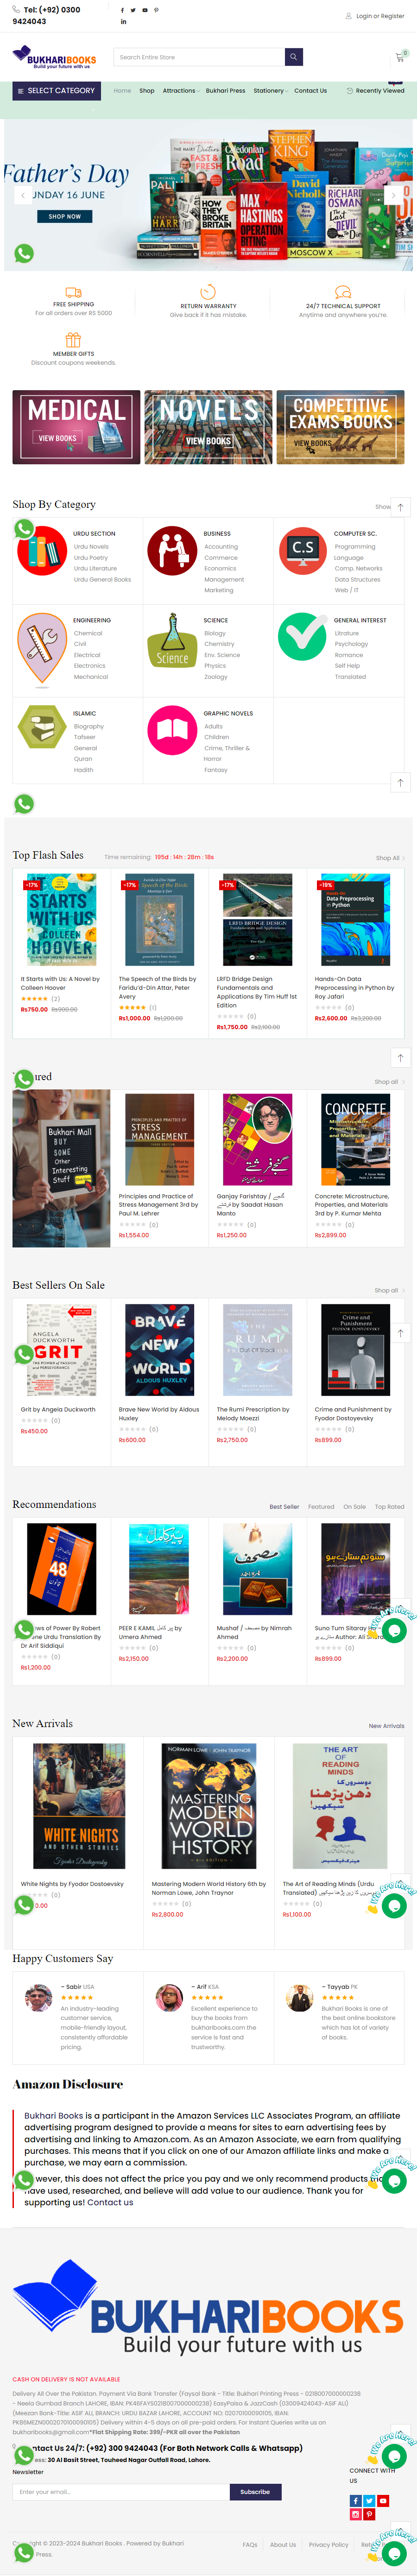 Tel: (+92) 0300
9424043
Login or Register
BUKHARIBOOKS
Build your future with us
Search Entire Store
0
SELECT CATEGORY
Home Shop Attractions Bukhari Press Stationery Contact Us Recently Viewed
Father's Day
SUNDAY 16 JUNE
SHOP NOW
FREE SHIPPING
For all orders over RS 5000
RETURN WARRANTY
Give back if it has mistake.
24/7 TECHNICAL SUPPORT
Anytime and anywhere you're.
MEMBER GIFTS
Discount coupons weekends.
MEDICAL
VIEW BOOKS
NOVELS
VIEW BOOKS
COMPETITIVE
EXAMS BOOKS
VIEW BOOKS
Shop By Category
Show
URDU SECTION
Urdu Novels
Urdu Poetry
Urdu Literature
Urdu General Books
BUSINESS
Accounting
Commerce
Economics
Management
Marketing
C.S
COMPUTER SC.
Programming
Language
Comp. Networks
Data Structures
Web / IT
ENGINEERING
Chemical
Civil
Electrical
Electronics
Mechanical
Science
SCIENCE
Biology
Chemistry
Env. Science
Physics
Zoology
GENERAL INTEREST
Litrature
Psychology
Romance
Self Help
Translated
ISLAMIC
Biography
Tafseer
General
Quran
Hadith
GRAPHIC NOVELS
Adults
Children
Crime, Thriller &
Horror
Fantasy
Top Flash Sales
Time remaining: 195d : 14h : 28m : 18s
Shop All
-17%
-17%
-17%
-19%
It Starts with Us: A Novel by
Colleen Hoover
(2)
₨750.00 ₨900.00
The Speech of the Birds by
Faridu'd-Din Attar, Peter
Avery
(1)
₨1,000.00 ₨1,200.00
LRFD Bridge Design
Fundamentals and
Applications By Tim Huff 1st
Edition
(0)
₨1,750.00 ₨2,100.00
Hands-On Data
Preprocessing in Python by
Roy Jafari
(0)
₨2,600.00 ₨3,200.00
Shop all
Bukhari Mall
BUY
SOME
Other
Interesting
Stuff
Principles and Practice of
Stress Management 3rd by
Paul M. Lehrer
(0)
₨1,554.00
Ganjay Farishtay / گنجے
فرشتے by Saadat Hasan
Manto
(0)
₨1,250.00
Concrete: Microstructure,
Properties, and Materials
3rd by P. Kumar Mehta
(0)
₨2,899.00
Best Sellers On Sale
Shop all
Out Of Stock
Grit by Angela Duckworth
(0)
₨450.00
Brave New World by Aldous
Huxley
(0)
₨600.00
The Rumi Prescription by
Melody Moezzi
(0)
₨2,750.00
Crime and Punishment by
Fyodor Dostoyevsky
(0)
₨899.00
Recommendations
Best Seller Featured On Sale Top Rated
of Power By Robert
Urdu Translation By
Dr Arif Siddiqui
(0)
₨1,200.00
PEER E KAMIL پیر کامل by
Umera Ahmed
(0)
₨2,150.00
Mushaf / مصحف by Nimrah
Ahmed
(0)
₨2,200.00
Suno Tum Sitaray
(0)
₨899.00
New Arrivals
New Arrivals
White Nights by Fyodor Dostoevsky
(0)
Mastering Modern World History 6th by
Norman Lowe, John Traynor
(0)
₨2,800.00
The Art of Reading Minds (Urdu
Translated)
(0)
₨1,100.00
Happy Customers Say
– Sabir USA
An industry-leading
customer service,
mobile-friendly layout,
consistently affordable
pricing.
– Arif KSA
Excellent experience to
buy the books from
bukharibooks.com the
service is fast and
trustworthy.
– Tayyab PK
Bukhari Books is one of
the best online bookstore
which has lot of variety
of books.
Amazon Disclosure
Bukhari Books is a participant in the Amazon Services LLC Associates Program, an affiliate
advertising program designed to provide a means for sites to earn advertising fees by
advertising and linking to Amazon.com. As an Amazon Associate, we earn from qualifying
purchases. This means that if you click on one of our Amazon affiliate links and make a
purchase, we may earn a commission.
However, this does not affect the price you pay and we only recommend products
have used, researched, and believe will add value to our audience. Thank you for
supporting us! Contact us
BUKHARIBOOKS
Build your future with us
CASH ON DELIVERY IS NOT AVAILABLE
Delivery All Over the Pakistan. Payment Via Bank Transfer (Faysal Bank - Title: Bukhari Printing Press - 0218007000000238
- Neela Gumbad Branch LAHORE, IBAN: PK45FAYS0218007000000238) EasyPaisa & JazzCash (03009424043-ASIF ALI)
(Meezan Bank-Title: ASIF ALI, BRANCH: URDU BAZAR LAHORE, ACCOUNT NO: 02070100090105, IBAN:
PKB6MEZN0002070100090105) Delivery within 4-5 days on all pre-paid orders. For Instant Queries write us on
bukharibooks@gmail.com*Flat Shipping Rate: 399/-PKR all over the Pakistan
Contact Us 24/7: (+92) 300 9424043 (For Both Network Calls & Whatsapp)
30 Al Basit Street, Touheed Nagar Outfall Road, Lahore.
Newsletter
Enter your email...
Subscribe
CONNECT WITH
US
Copyright © 2023-2024 Bukhari Books . Powered by Bukhari
Press.
FAQs About Us Privacy Policy